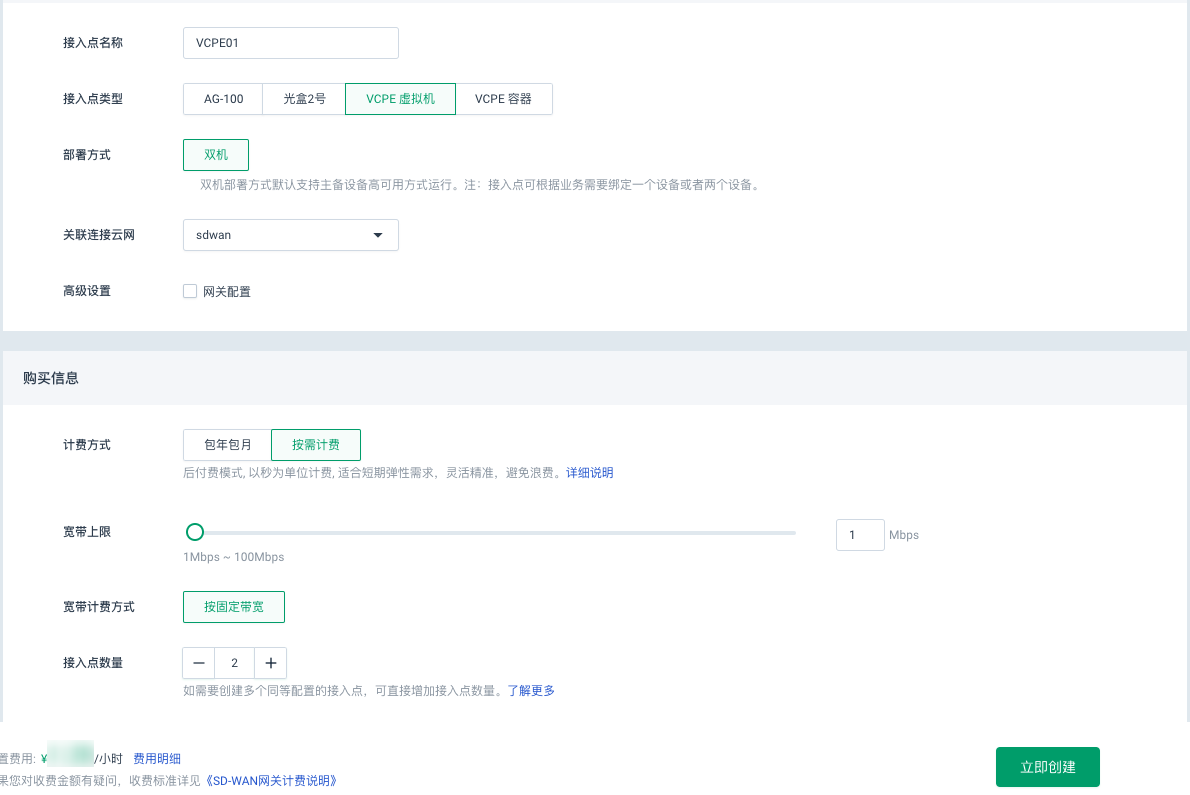 接入点名称 VCPE01
接入点类型 AG-100 光盒2号 VCPE 虚拟机 VCPE 容器
部署方式 双机
双机部署方式默认支持主备设备高可用方式运行。注：接入点可根据业务需要绑定一个设备或者两个设备。
关联连接云网 sdwan
高级设置 网关配置
购买信息
计费方式 包年包月 按需计费
后付费模式, 以秒为单位计费, 适合短期弹性需求，灵活精准，避免浪费。详细说明
宽带上限 1 Mbps
1Mbps ~ 100Mbps
宽带计费方式 按固定带宽
接入点数量 2
如需要创建多个同等配置的接入点，可直接增加接入点数量。了解更多
置费用: ¥ /小时 费用明细
果您对收费金额有疑问，收费标准详见《SD-WAN网关计费说明》
立即创建